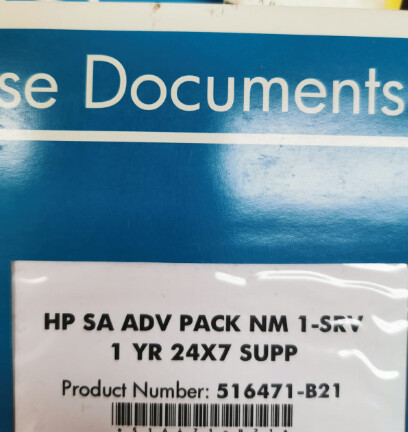 se Documents
HP SA ADV PACK NM 1-SRV
1 YR 24X7 SUPP
Product Number: 516471-B21